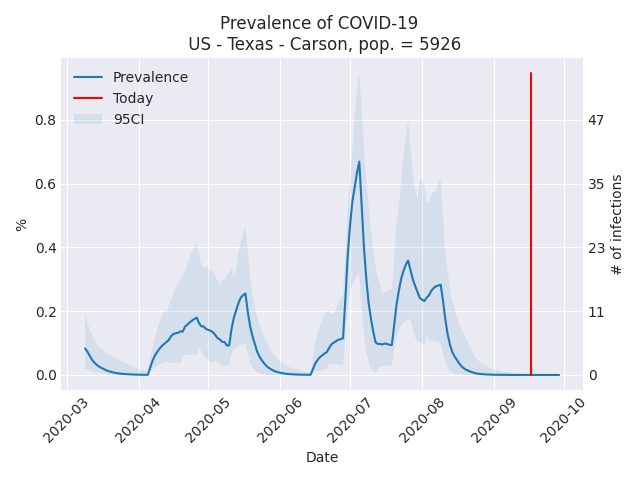 Prevalence of COVID-19
US - Texas - Carson, pop. = 5926
Prevalence
Today
95CI
%
0.8
0.6
0.4
0.2
0.0
47
35
23
11
0
# of infections
2020-03
2020-04
2020-05
2020-06
2020-07
2020-08
2020-09
2020-10
Date